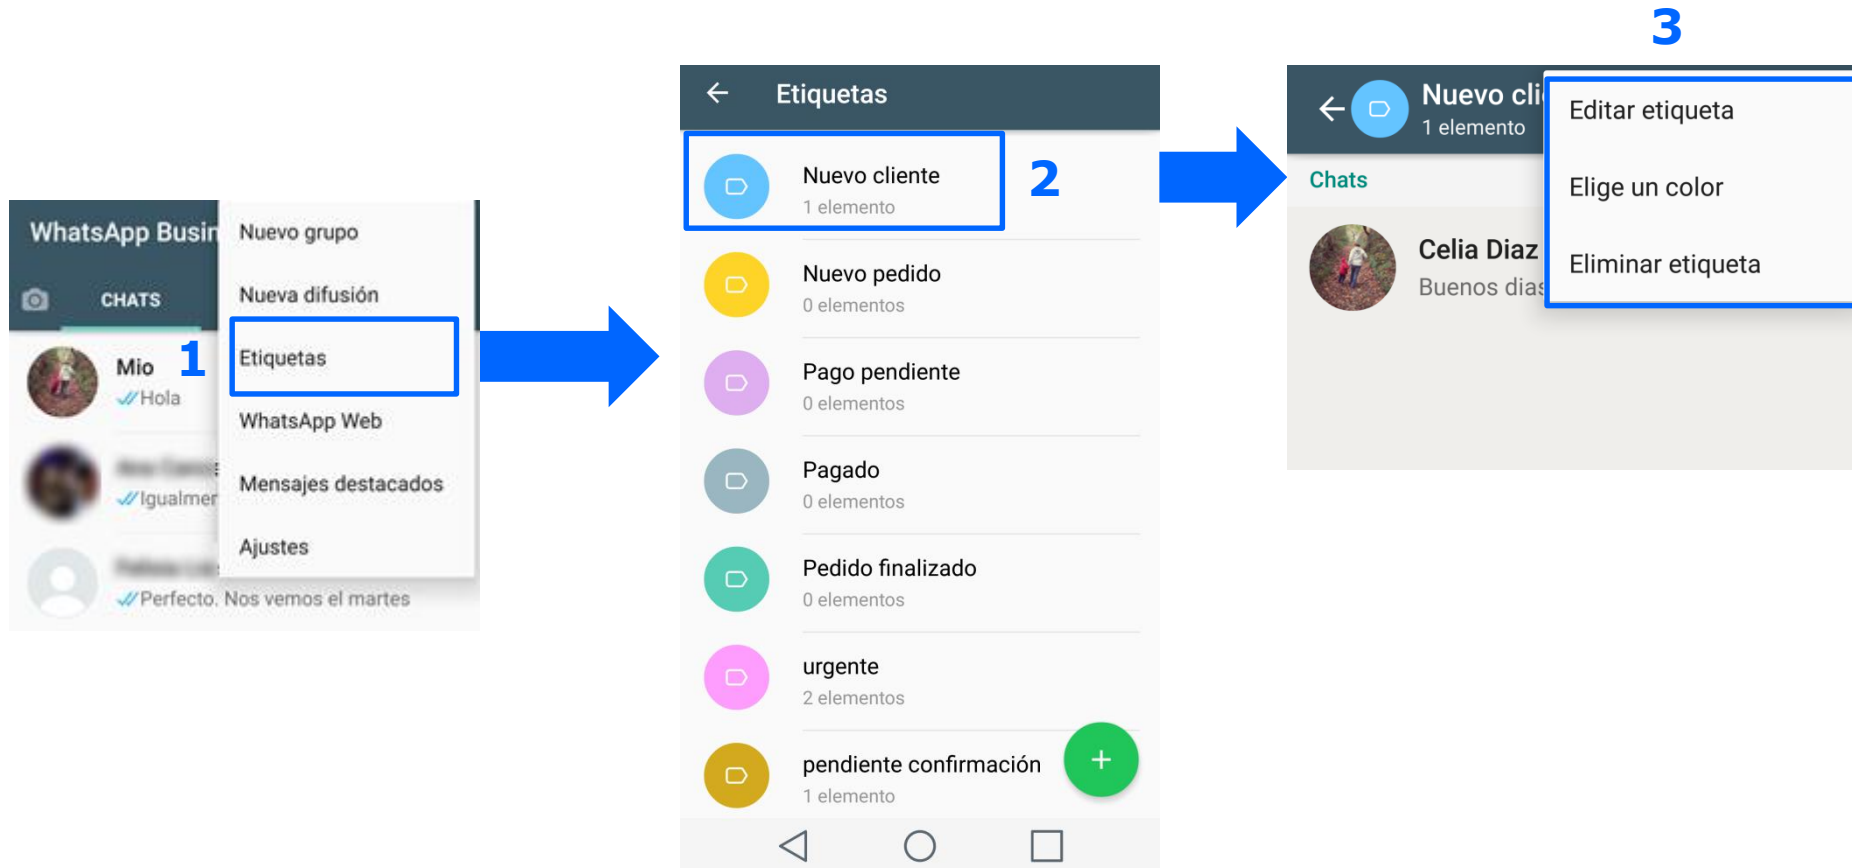 WhatsApp Busin
CHATS
Nuevo grupo
Nueva difusión
Etiquetas
WhatsApp Web
Mensajes destacados
Ajustes
1
Mio
Hola
Igualmer
Perfecto. Nos vemos el martes
Etiquetas
Nuevo cliente
1 elemento
2
Nuevo pedido
0 elementos
Pago pendiente
0 elementos
Pagado
0 elementos
Pedido finalizado
0 elementos
urgente
2 elementos
pendiente confirmación
1 elemento
+
3
Nuevo cli
1 elemento
Editar etiqueta
Elige un color
Eliminar etiqueta
Chats
Celia Diaz
Buenos dias